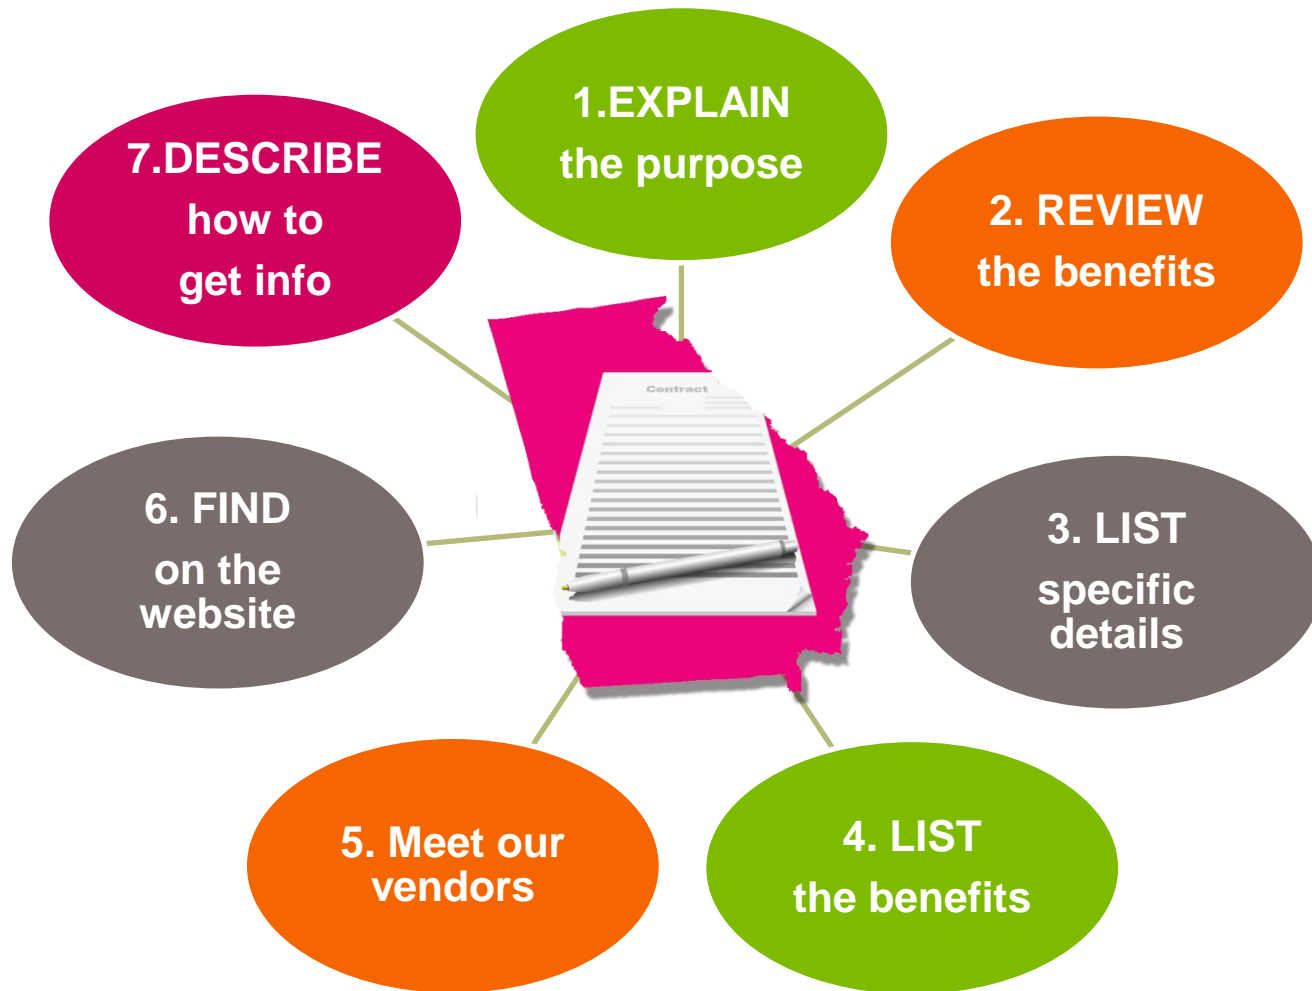 1.EXPLAIN
the purpose
2. REVIEW
the benefits
3. LIST
specific
details
4. LIST
the benefits
5. Meet our
vendors
6. FIND
on the
website
7.DESCRIBE
how to
get info
Contract